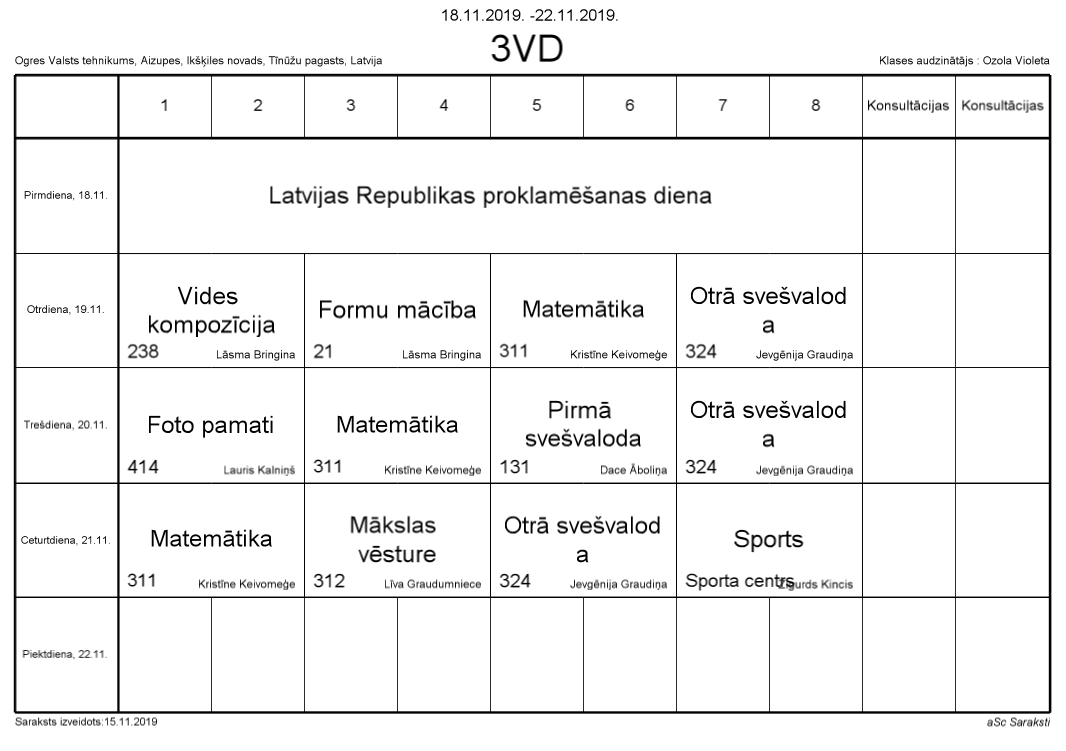 18.11.2019. -22.11.2019.
3VD
Ogres Valsts tehnikums, Aizupes, Ikšķiles novads, Tīnūžu pagasts, Latvija
Klases audzinātājs : Ozola Violeta
1 2 3 4 5 6 7 8 Konsultācijas Konsultācijas
Pirmdiena, 18.11.
Latvijas Republikas proklamēšanas diena
Otrdiena, 19.11.
Vides
kompozīcija
238 Lāsma Bringina
Formu mācība
21 Lāsma Bringina
Matemātika
311 Kristīne Keivomeģe
Otrā svešvalod
a
324 Jevgēnija Graudiņa
Trešdiena, 20.11.
Foto pamati
414 Lauris Kalniņš
Matemātika
311 Kristīne Keivomeģe
Pirmā
svešvaloda
131 Dace Āboliņa
Otrā svešvalod
a
324 Jevgēnija Graudiņa
Ceturtdiena, 21.11.
Matemātika
311 Kristīne Keivomeģe
Mākslas
vēsture
312 Līva Graudumniece
Otrā svešvalod
a
324 Jevgēnija Graudiņa
Sports
Sporta centrs Zigurds Kincis
Piektdiena, 22.11.
Saraksts izveidots:15.11.2019
aSc Saraksti